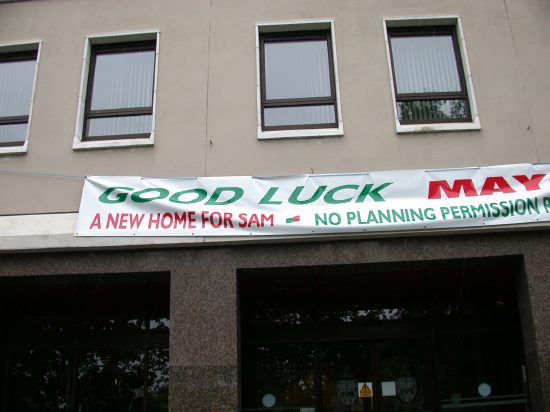 GOOD LUCK MAY
A NEW HOME FOR SAM - NO PLANNING PERMISSION